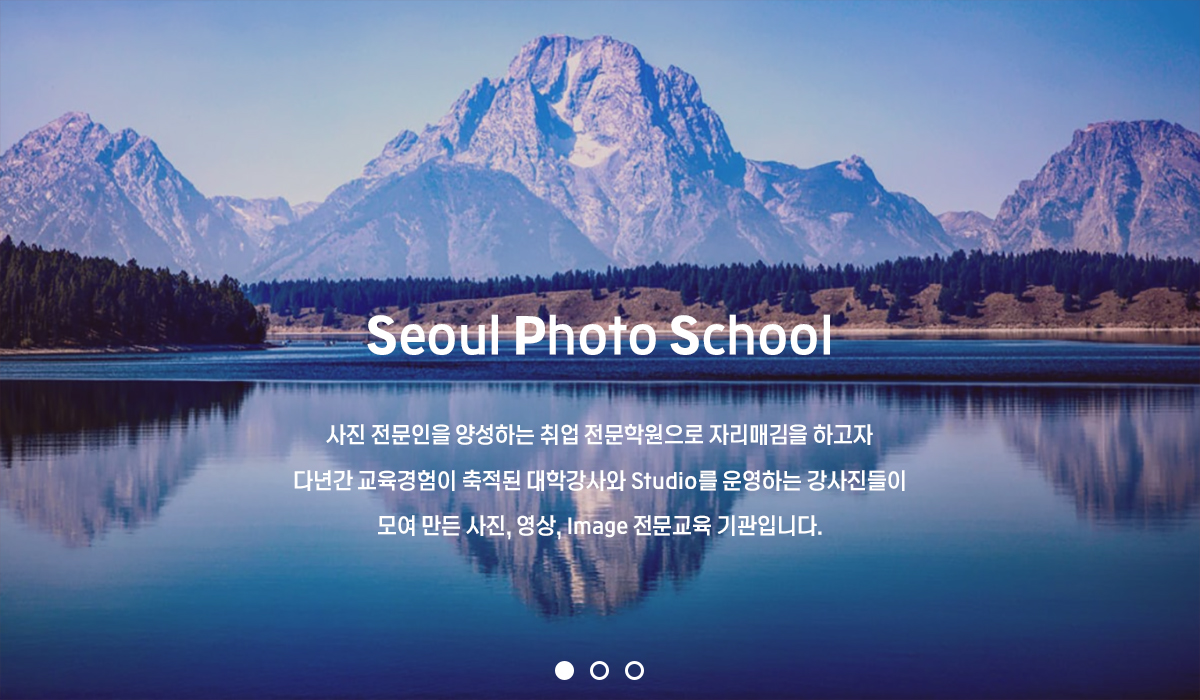 Seoul Photo School
사진 전문인을 양성하는 취업 전문학원으로 자리매김을 하고자
다년간 교육경험이 축적된 대학강사와 Studio를 운영하는 강사진들이
모여 만든 사진, 영상, Image 전문교육 기관입니다.